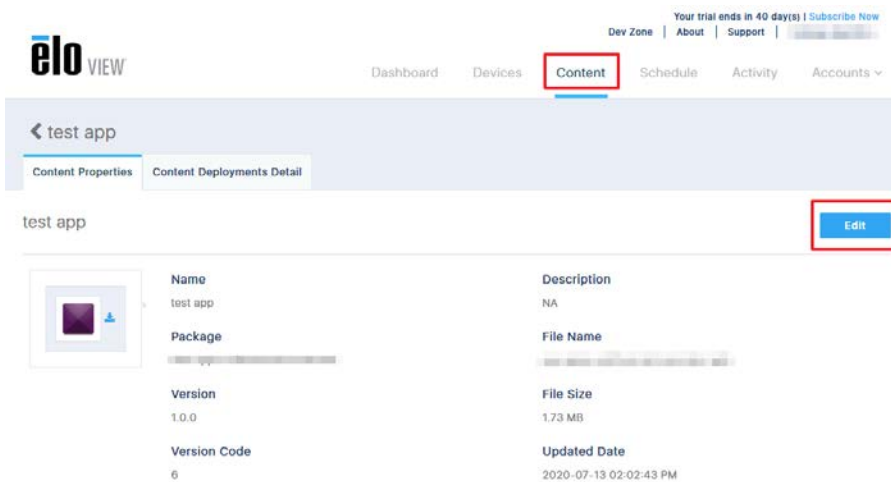 Your trial ends in 40 day(s) | Subscribe Now
Dev Zone | About | Support |
ēlo VIEW
Dashboard Devices Content Schedule Activity Accounts
test app
Content Properties Content Deployments Detail
test app
Edit
Name Description
test app NA
Package File Name
Version File Size
1.0.0 1.73 MB
Version Code Updated Date
6 2020-07-13 02:02:43 PM